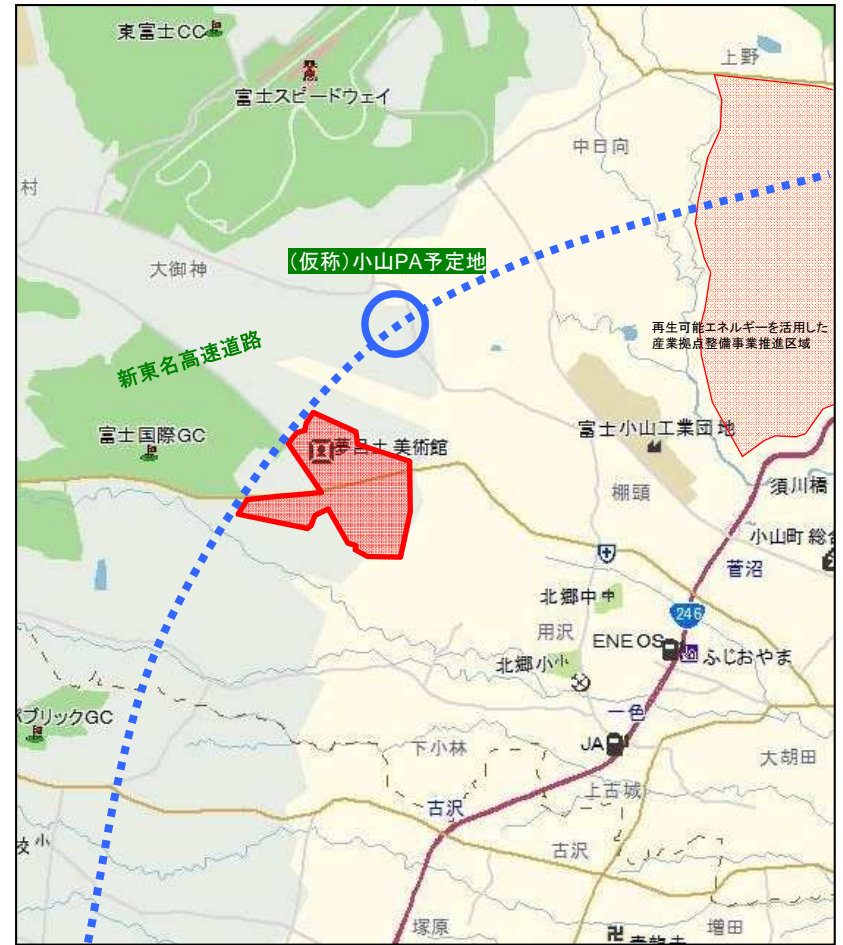 東富士CC
上野
富士スピードウェイ
中日向
村
(仮称)小山PA予定地
大御神
再生可能エネルギーを活用した
産業拠点整備事業推進区域
新東名高速道路
富士国際GC
美術館
富士小山工業団地
棚頭
須川橋
小山町
菅沼
北郷中 中
246
用沢
ENEOS
ふじおやま
北郷小 小
一色
パブリックGC
下小林
JA
大胡田
上古城
古沢
小
古沢
塚原
増田